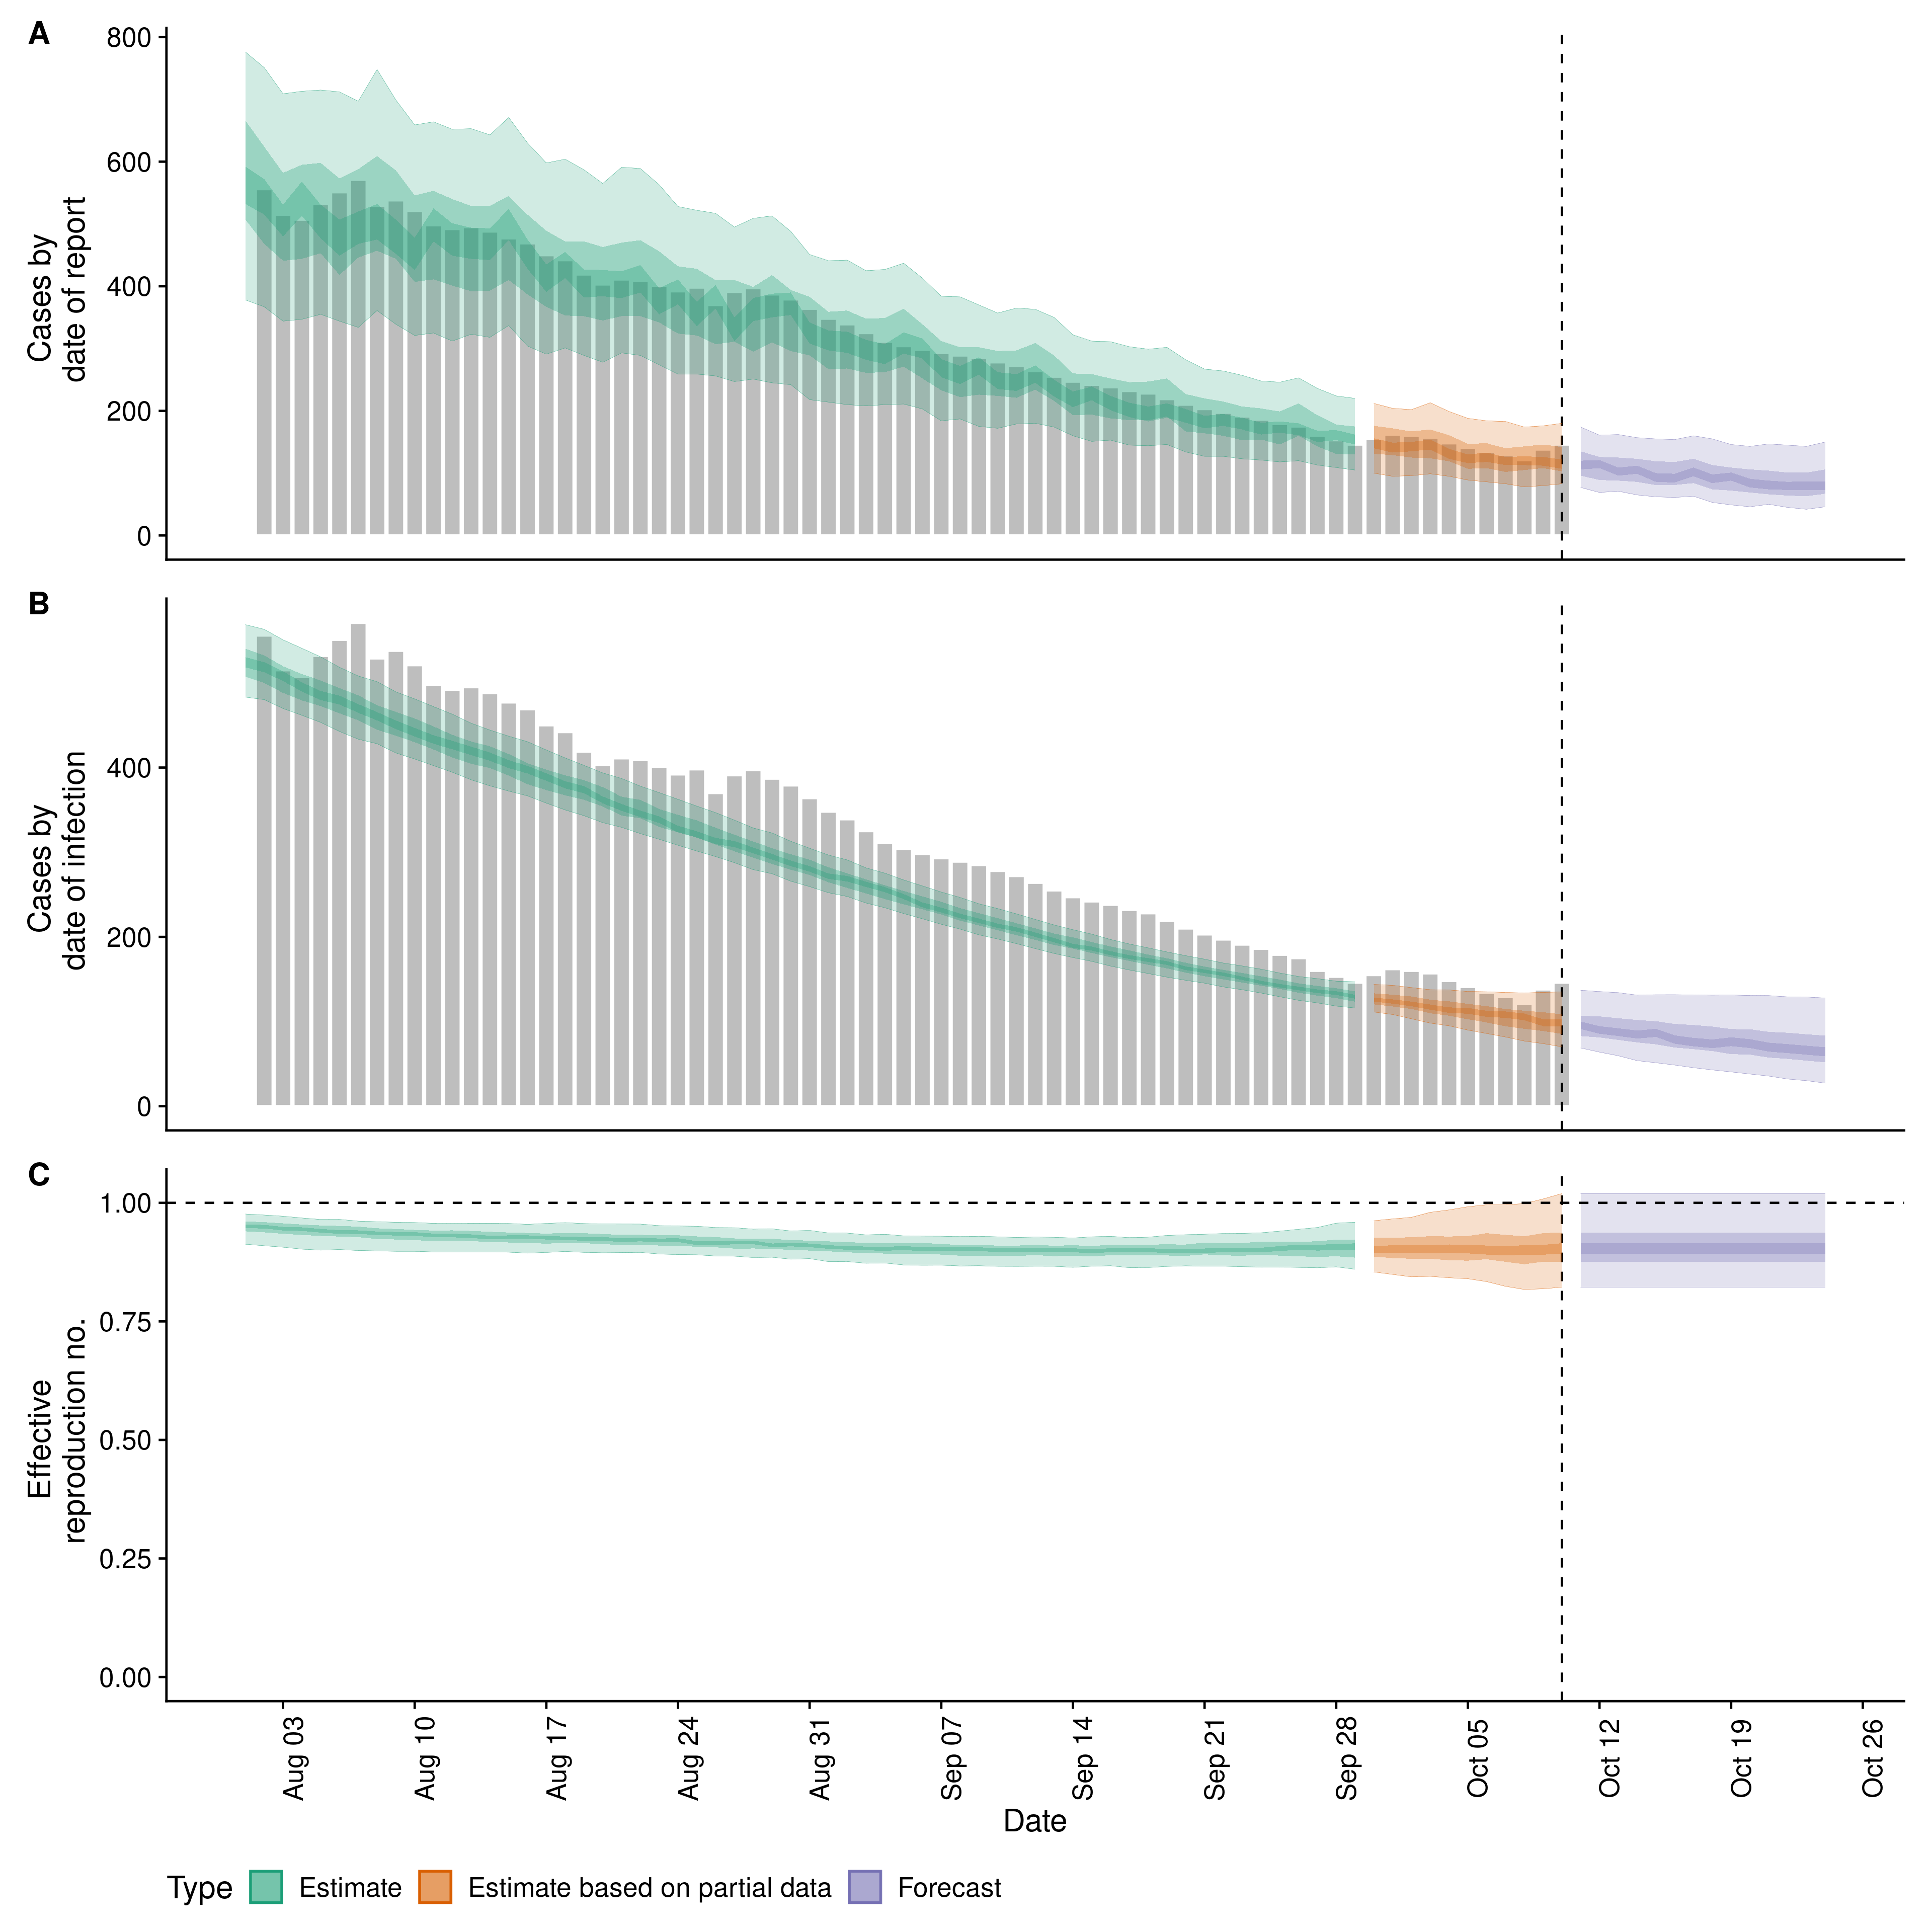 A
800
600
400
200
0
Cases by
date of report
B
400
200
0
Cases by
date of infection
C
1.00
0.75
0.50
0.25
0.00
Effective
reproduction no.
Aug 03
Aug 10
Aug 17
Aug 24
Aug 31
Sep 07
Sep 14
Sep 21
Sep 28
Oct 05
Oct 12
Oct 19
Oct 26
Date
Type Estimate Estimate based on partial data Forecast